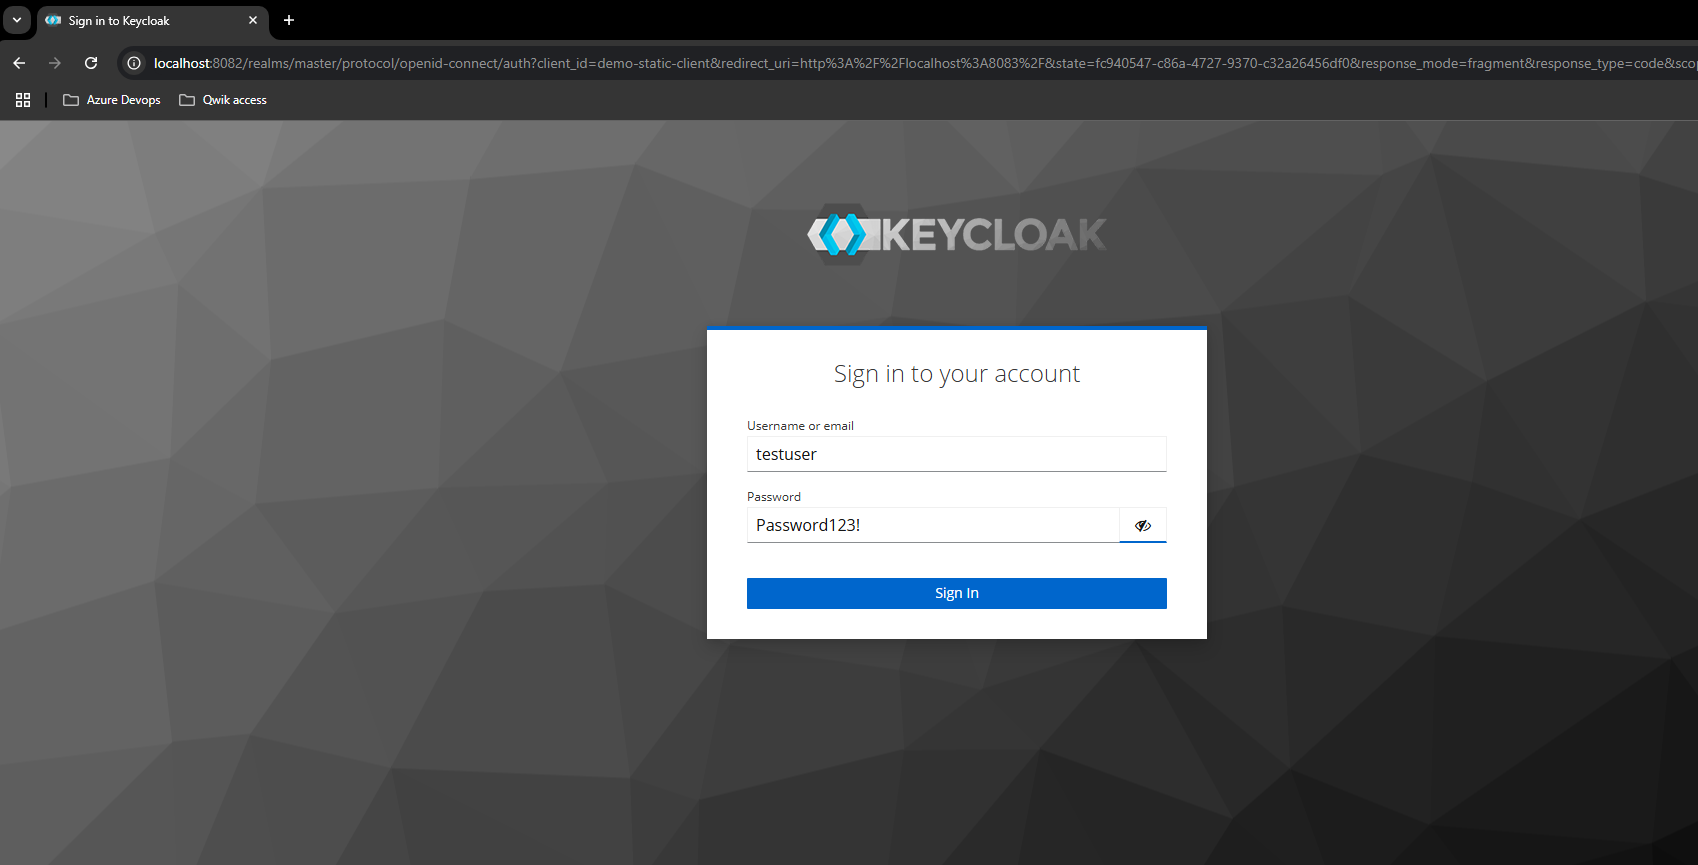 Sign in to Keycloak
localhost:8082/realms/master/protocol/openid-connect/auth?client_id=demo-static-client&redirect_uri=http%3A%2F%2Flocalhost%3A8083%2F&state=fc940547-c86a-4727-9370-c32a26456df0&response_mode=fragment&response_type=code&scop
Azure Devops
Qwik access
KEYCLOAK
Sign in to your account
Username or email
testuser
Password
Password123!
Sign In